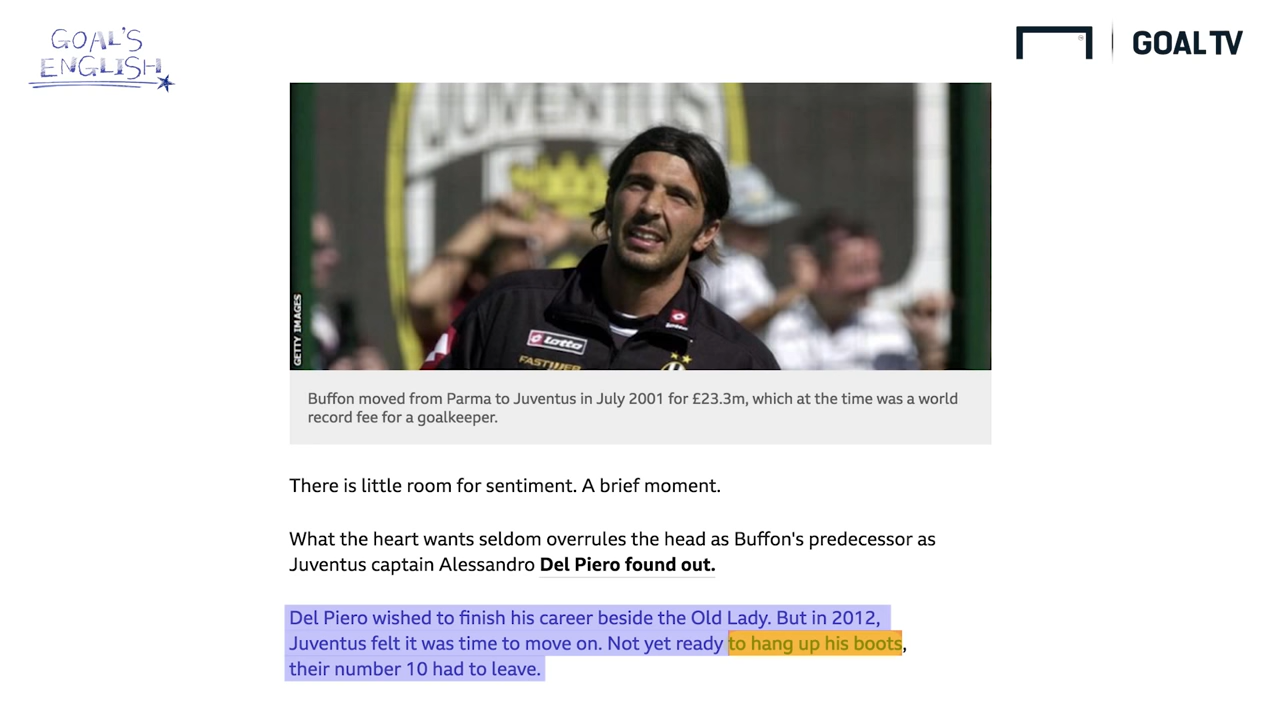 GOAL'S
ENGLISH
GOAL TV
JUVENTUS
GETTY IMAGES
Lotto
FASTWEB
Buffon moved from Parma to Juventus in July 2001 for £23.3m, which at the time was a world
record fee for a goalkeeper.
There is little room for sentiment. A brief moment.
What the heart wants seldom overrules the head as Buffon's predecessor as
Juventus captain Alessandro Del Piero found out.
Del Piero wished to finish his career beside the Old Lady. But in 2012,
Juventus felt it was time to move on. Not yet ready to hang up his boots,
their number 10 had to leave.